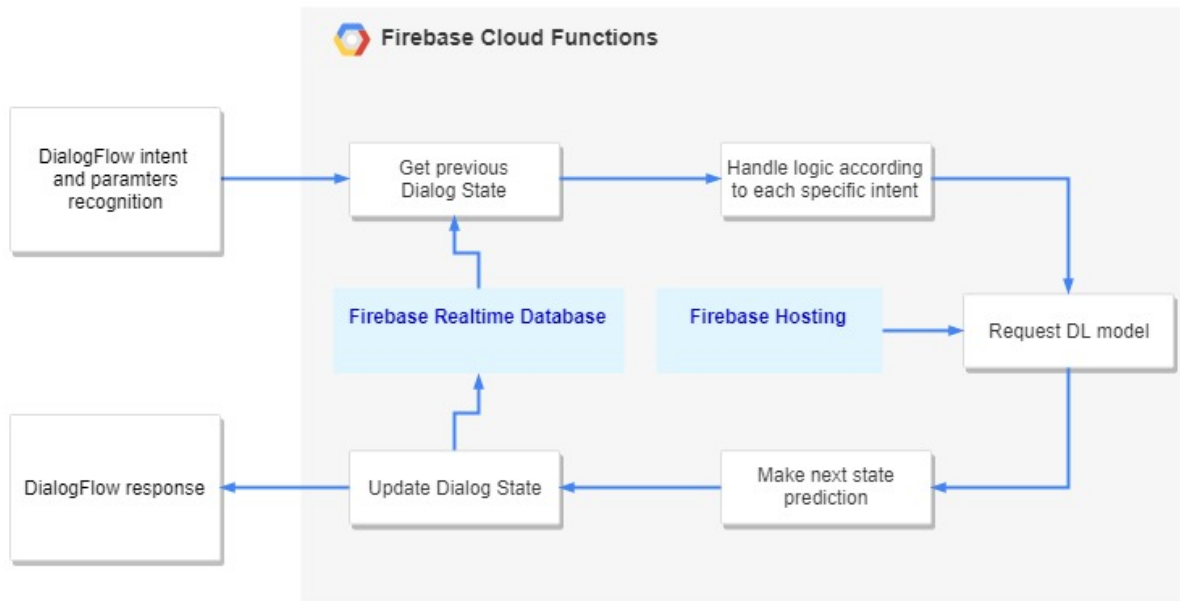 Firebase Cloud Functions
DialogFlow intent
and paramters
recognition
Get previous
Dialog State
Handle logic according
to each specific intent
Firebase Realtime Database
Firebase Hosting
Request DL model
DialogFlow response
Update Dialog State
Make next state
prediction